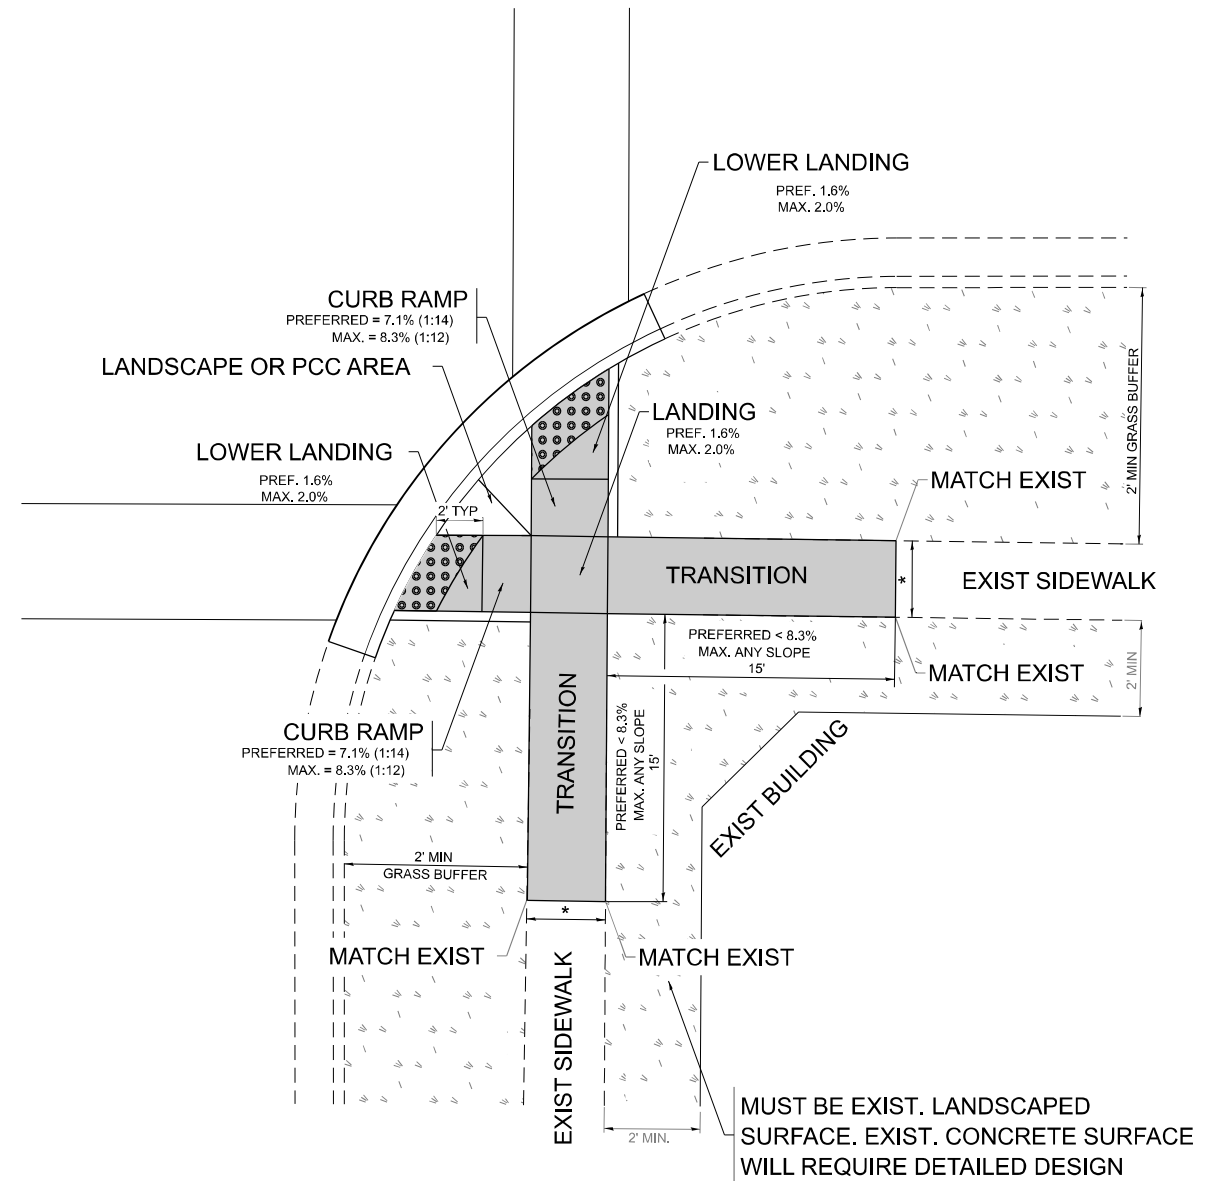 LOWER LANDING
PREF. 1.6%
MAX. 2.0%
CURB RAMP
PREFERRED = 7.1% (1:14)
MAX. = 8.3% (1:12)
LANDSCAPE OR PCC AREA
LANDING
PREF. 1.6%
MAX. 2.0%
LOWER LANDING
PREF. 1.6%
MAX. 2.0%
2' TYP
2' MIN GRASS BUFFER
MATCH EXIST
TRANSITION
*
EXIST SIDEWALK
PREFERRED < 8.3%
MAX. ANY SLOPE
15'
MATCH EXIST
2' MIN
TRANSITION
PREFERRED < 8.3%
MAX. ANY SLOPE
15'
CURB RAMP
PREFERRED = 7.1% (1:14)
MAX. = 8.3% (1:12)
EXIST BUILDING
2' MIN
GRASS BUFFER
*
MATCH EXIST
MATCH EXIST
EXIST SIDEWALK
2' MIN.
MUST BE EXIST. LANDSCAPED
SURFACE. EXIST. CONCRETE SURFACE
WILL REQUIRE DETAILED DESIGN